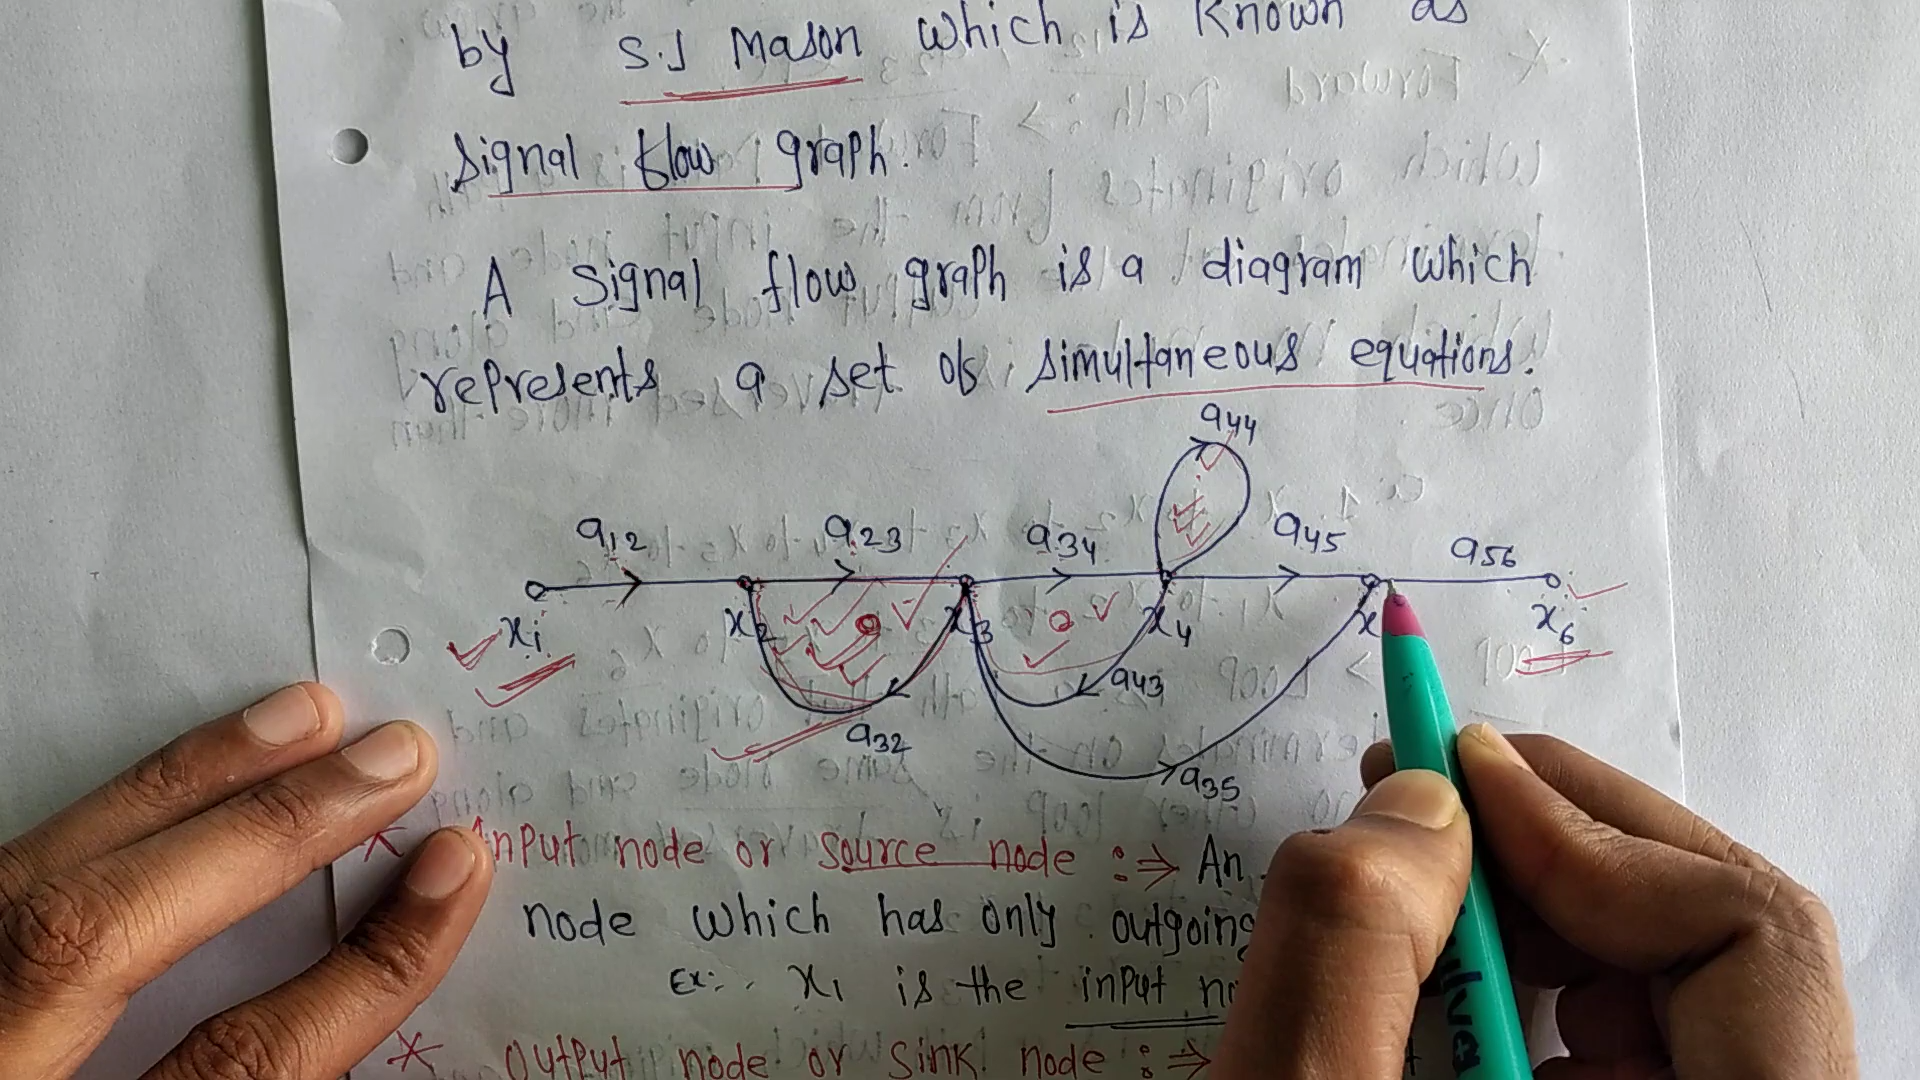 by S.J Mason which is known as
signal flow graph.
A signal flow graph is a diagram which
represents a set of simultaneous equations.
a44
a12 a23 a34 a45 a56
x1 x2 x3 x4 x x6
a43
a32
a35
* Input node or source node :⇒ An
node which has only outgoing
Ex: x1 is the input
* Output node or sink node :⇒